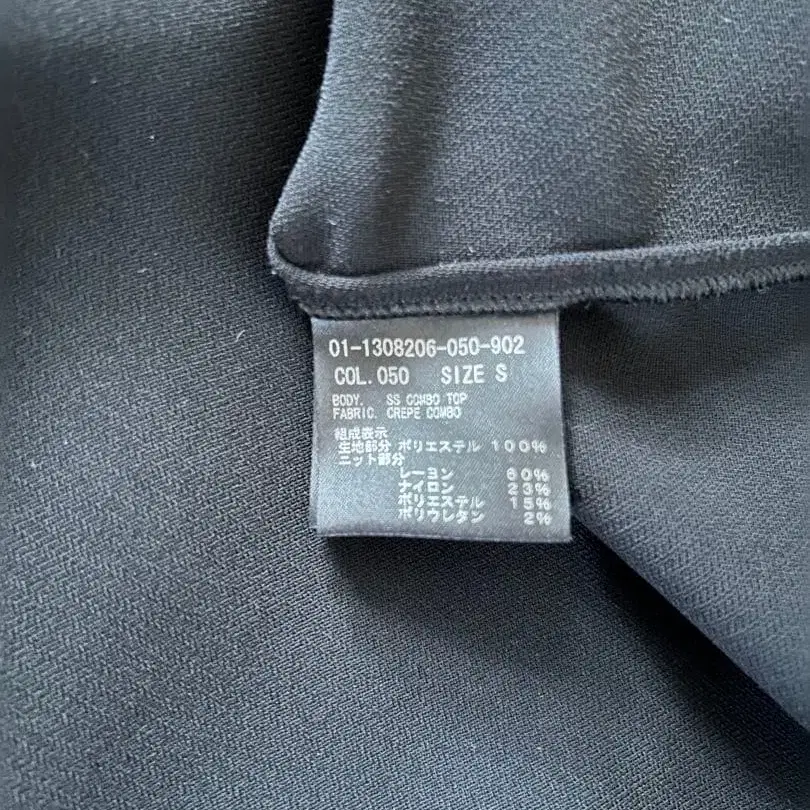 01-1308206-050-902
COL.050 SIZE S
BODY. SS COMBO TOP
FABRIC. CREPE COMBO
組成表示
生地部分 ポリエステル 100%
ニット部分
レーヨン 60%
ナイロン 23%
ポリエステル 15%
ポリウレタン 2%